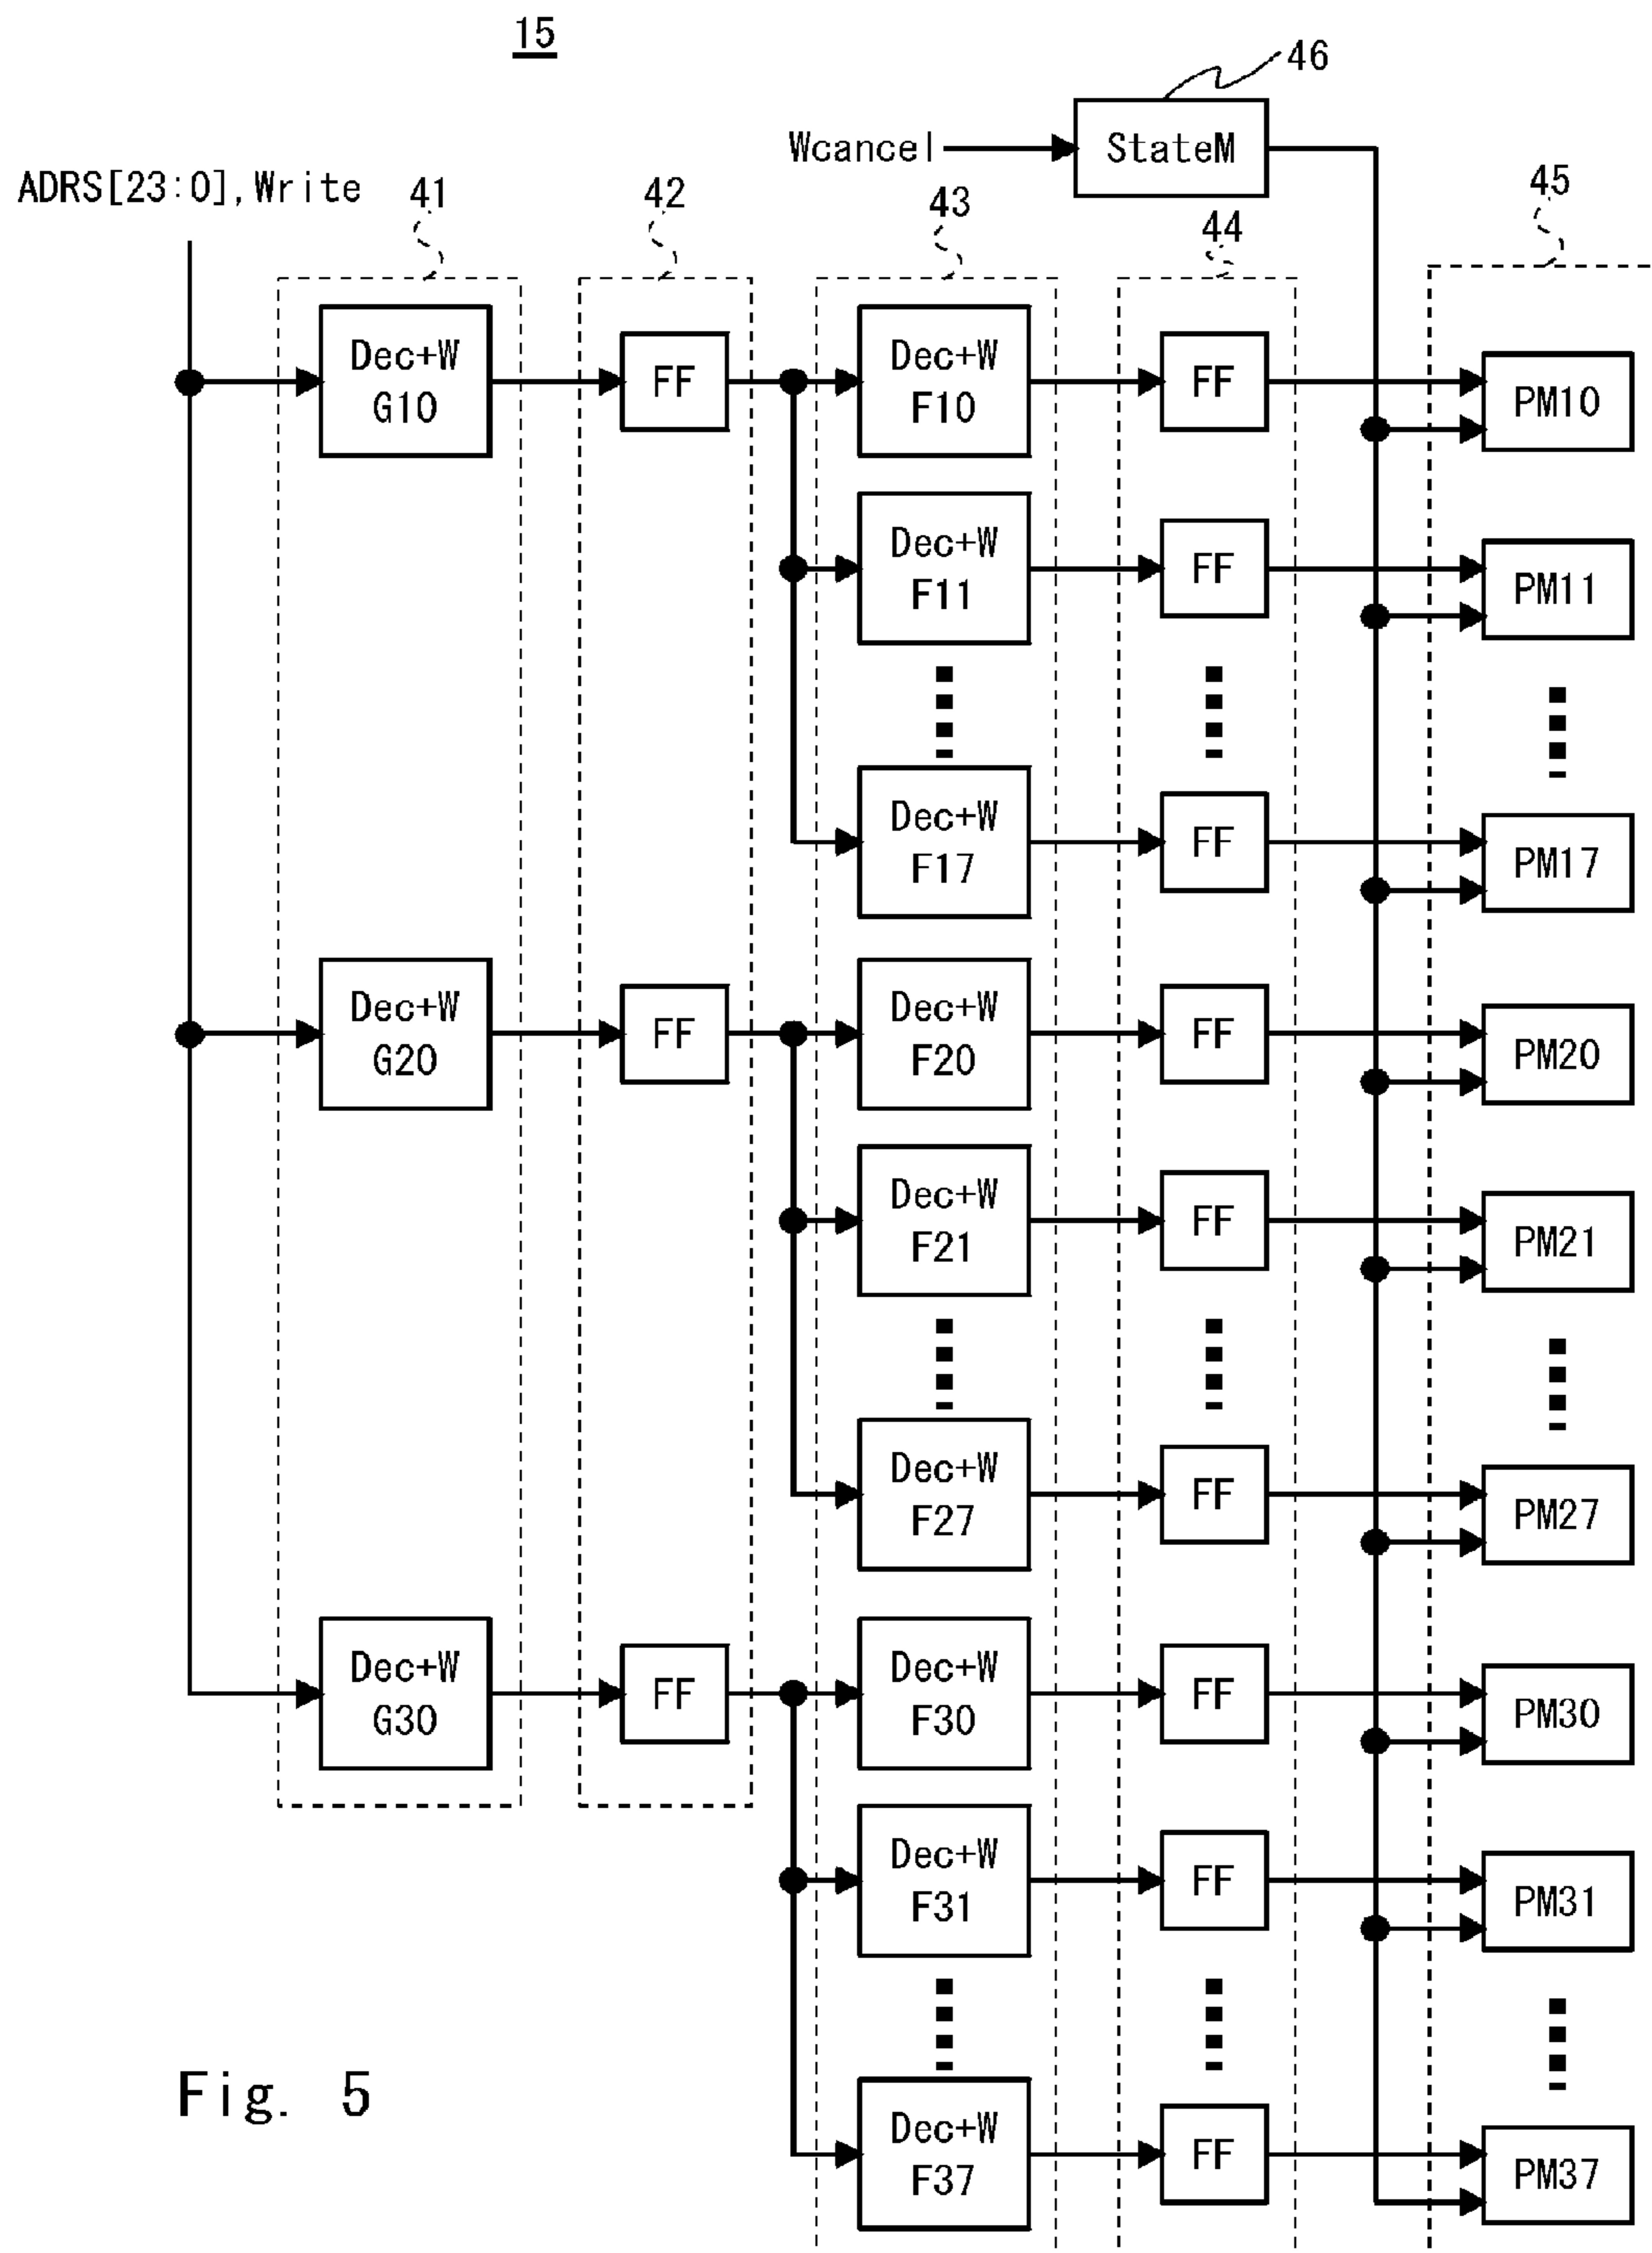 15
46
Wcancel
StateM
ADRS[23:0],Write
41
42
43
44
45
Dec+W
G10
FF
Dec+W
F10
FF
PM10
Dec+W
F11
FF
PM11
Dec+W
F17
FF
PM17
Dec+W
G20
FF
Dec+W
F20
FF
PM20
Dec+W
F21
FF
PM21
Dec+W
F27
FF
PM27
Dec+W
G30
FF
Dec+W
F30
FF
PM30
Dec+W
F31
FF
PM31
Dec+W
F37
FF
PM37
Fig. 5